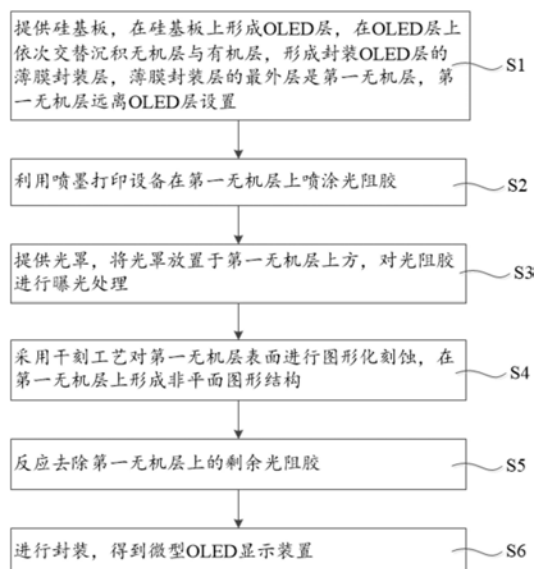 提供硅基板，在硅基板上形成OLED层，在OLED层上
依次交替沉积无机层与有机层，形成封装OLED层的
薄膜封装层，薄膜封装层的最外层是第一无机层，第
一无机层远离OLED层设置
S1
利用喷墨打印设备在第一无机层上喷涂光阻胶
S2
提供光罩，将光罩放置于第一无机层上方，对光阻胶
进行曝光处理
S3
采用干刻工艺对第一无机层表面进行图形化刻蚀，在
第一无机层上形成非平面图形结构
S4
反应去除第一无机层上的剩余光阻胶
S5
进行封装，得到微型OLED显示装置
S6